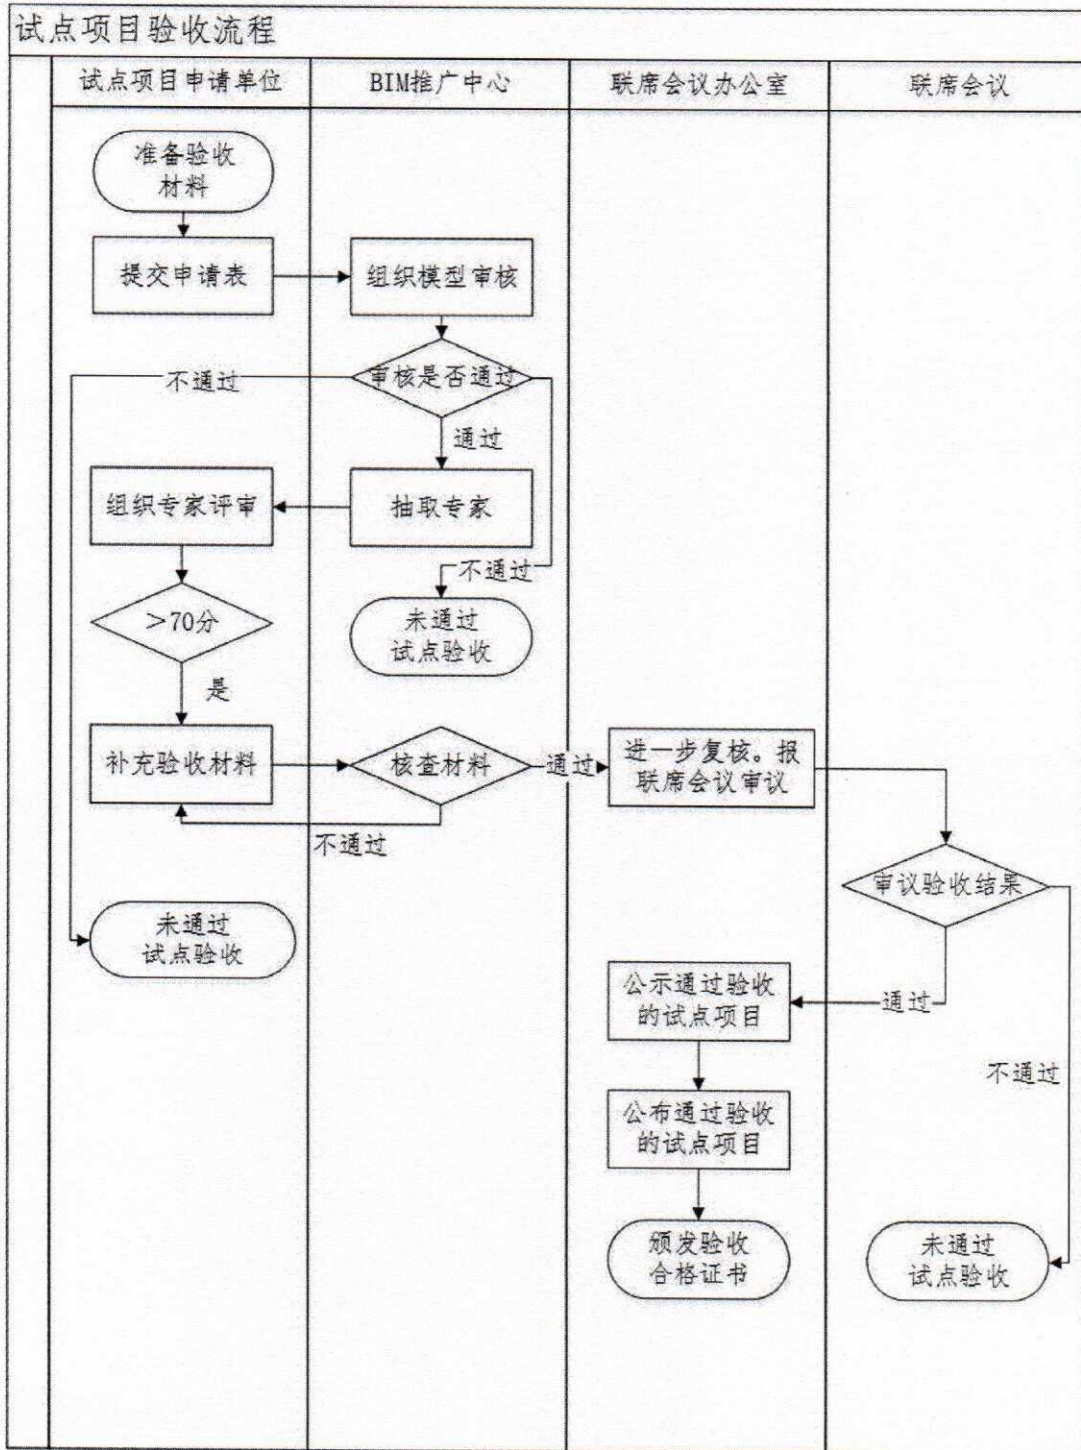 试点项目验收流程
试点项目申请单位
BIM推广中心
联席会议办公室
联席会议
准备验收
材料
提交申请表
组织模型审核
审核是否通过
不通过
通过
组织专家评审
抽取专家
不通过
未通过
试点验收
>70分
是
补充验收材料
核查材料
通过
进一步复核。报
联席会议审议
不通过
审议验收结果
未通过
试点验收
公示通过验收
的试点项目
通过
不通过
公布通过验收
的试点项目
颁发验收
合格证书
未通过
试点验收